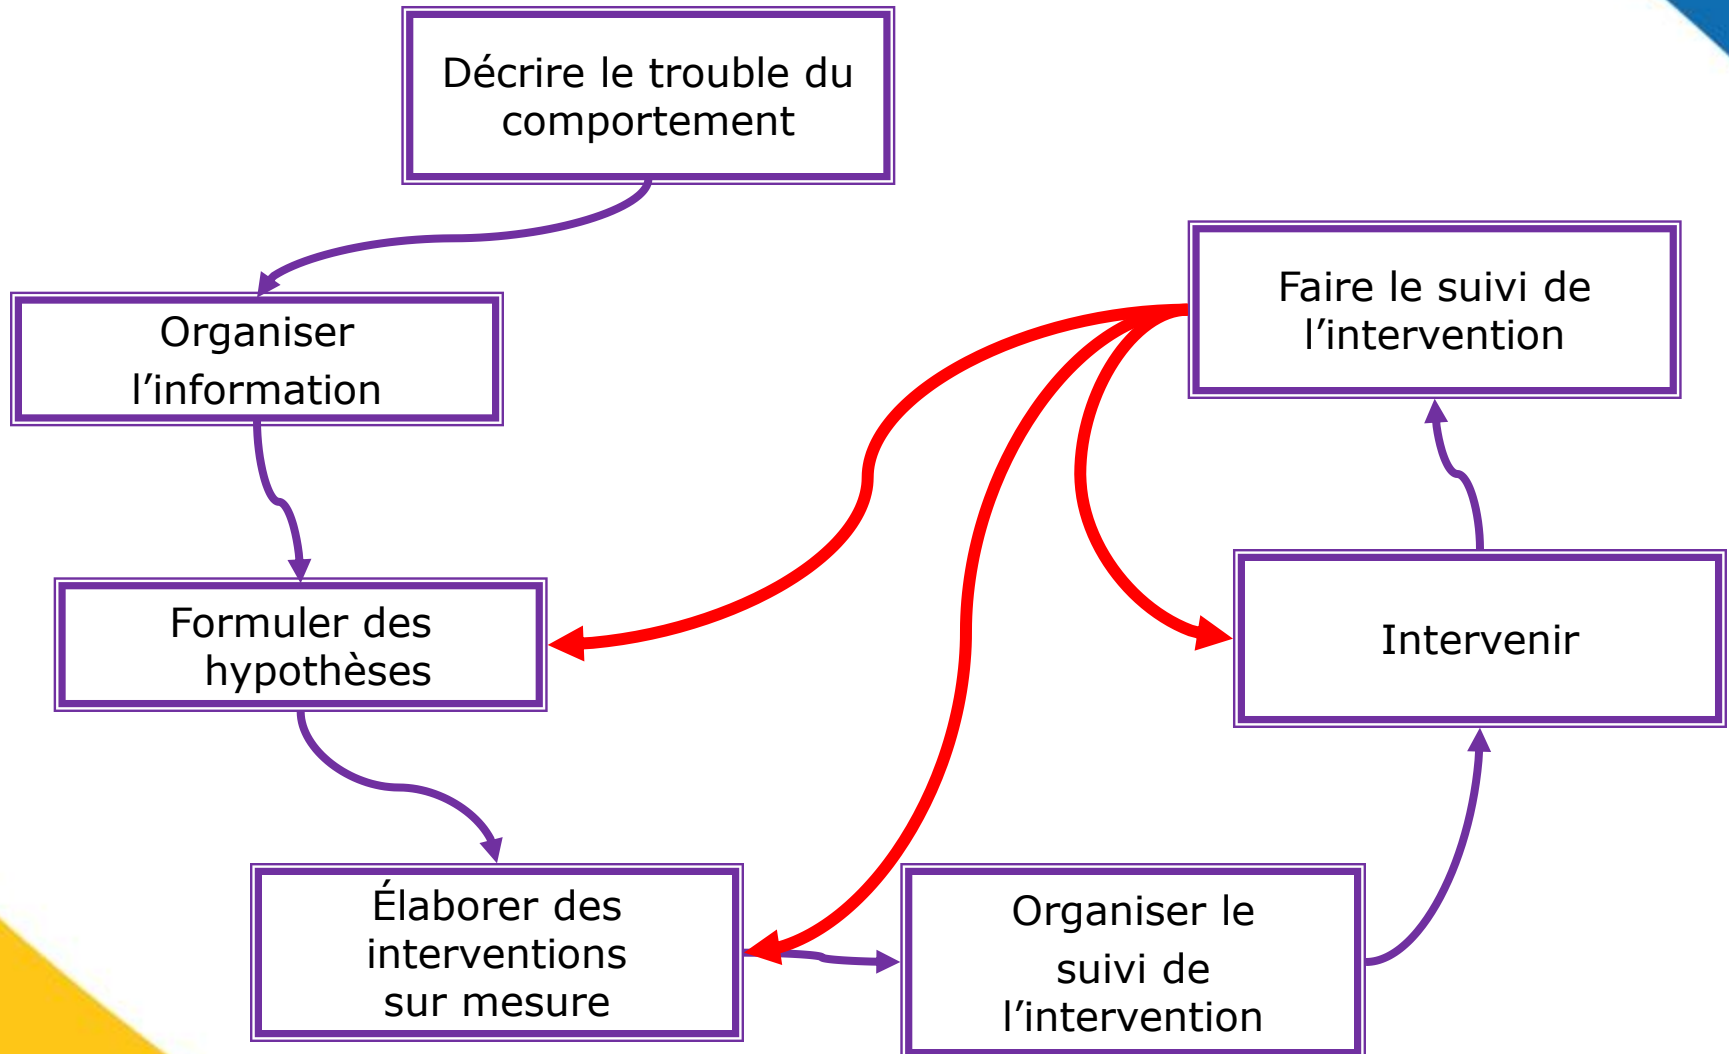 Décrire le trouble du
comportement
Organiser
l’information
Formuler des
hypothèses
Élaborer des
interventions
sur mesure
Organiser le
suivi de
l’intervention
Intervenir
Faire le suivi de
l’intervention